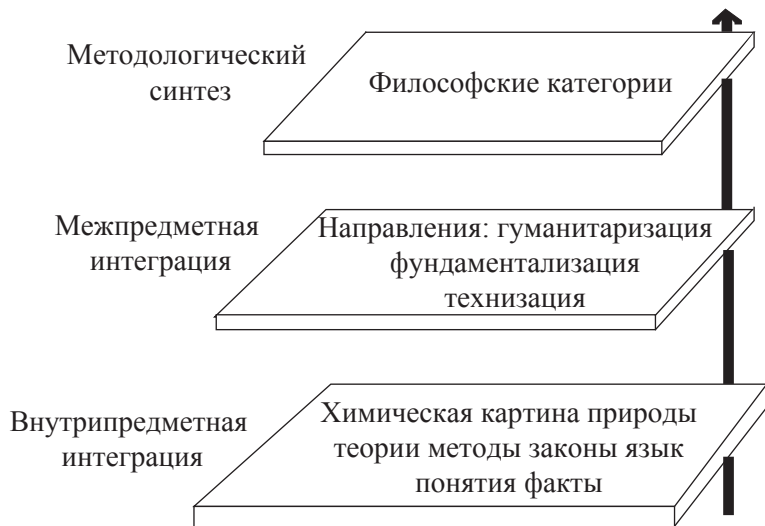 Методологический
синтез
Философские категории
Межпредметная
интеграция
Направления: гуманитаризация
фундаментализация
технизация
Внутрипредметная
интеграция
Химическая картина природы
теории методы законы язык
понятия факты